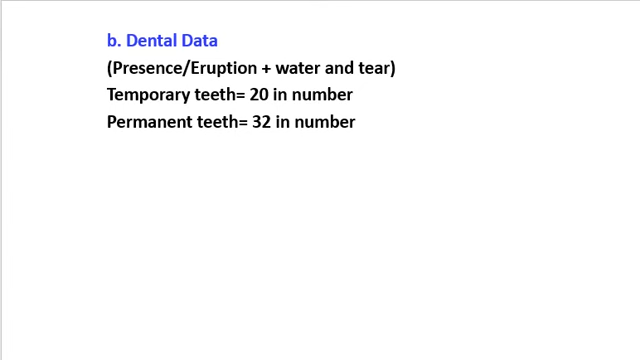 b. Dental Data
(Presence/Eruption + water and tear)
Temporary teeth= 20 in number
Permanent teeth= 32 in number